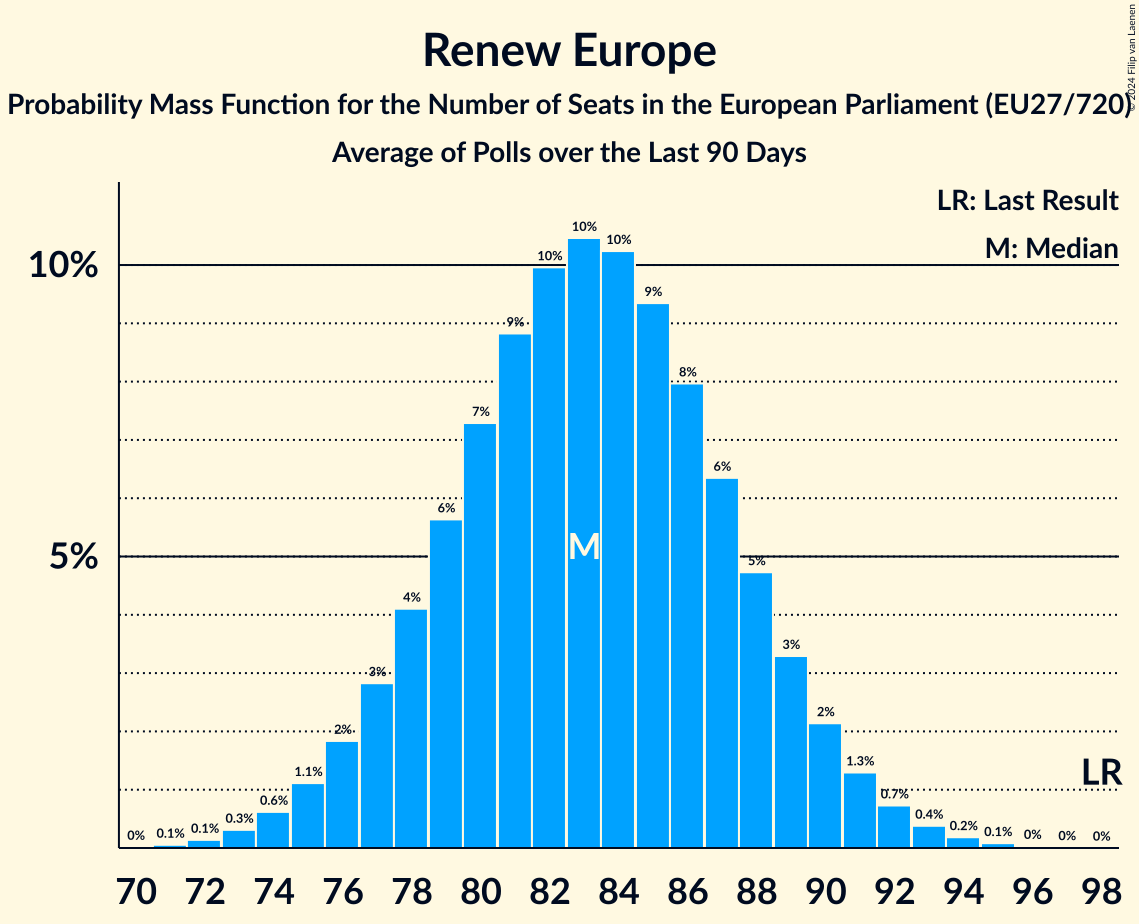 Renew Europe
Probability Mass Function for the Number of Seats in the European Parliament (EU27/720)
Average of Polls over the Last 90 Days
© 2024 Filip van Laenen
LR: Last Result
M: Median
10%
5%
0% 0.1% 0.1% 0.3% 0.6% 1.1% 2% 3% 4% 6% 7% 9% 10% 10% 10% 9% 8% 6% 5% 3% 2% 1.3% 0.7% 0.4% 0.2% 0.1% 0% 0% 0%
M
LR
70 72 74 76 78 80 82 84 86 88 90 92 94 96 98